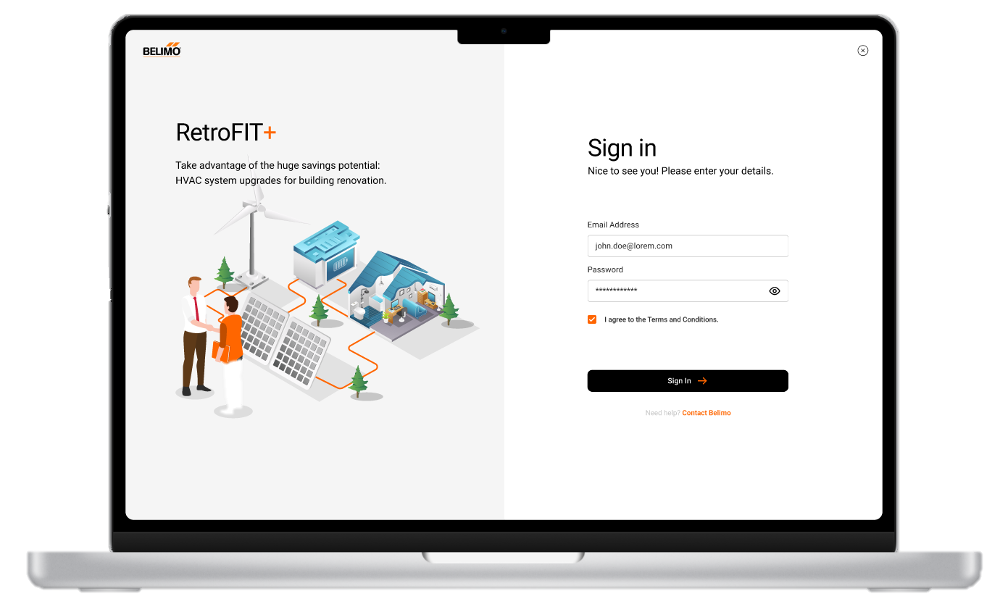 BELIMO
RetroFIT+
Take advantage of the huge savings potential:
HVAC system upgrades for building renovation.
Sign in
Nice to see you! Please enter your details.
Email Address
john.doe@lorem.com
Password
************
I agree to the Terms and Conditions.
Sign In →
Need help? Contact Belimo